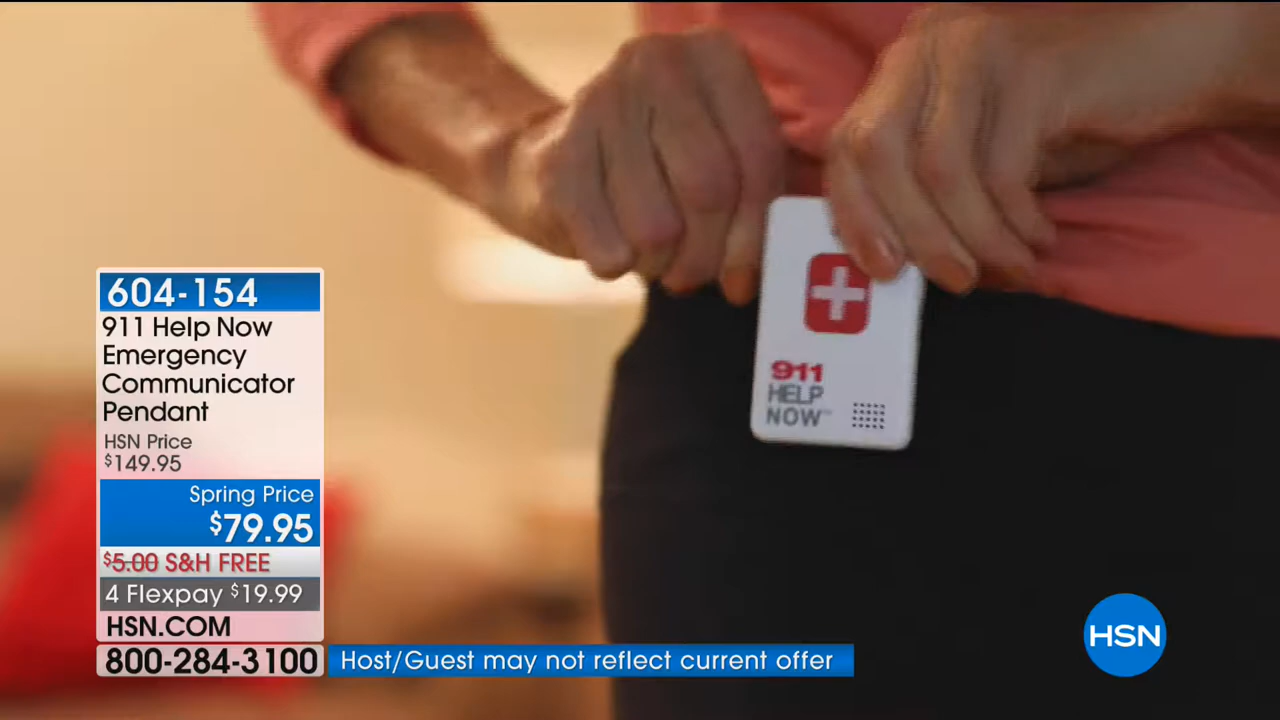 604-154
911 Help Now
Emergency
Communicator
Pendant
HSN Price
$149.95
Spring Price
$79.95
$5.00 S&H FREE
4 Flexpay $19.99
HSN.COM
800-284-3100
Host/Guest may not reflect current offer
911
HELP
NOW™
HSN